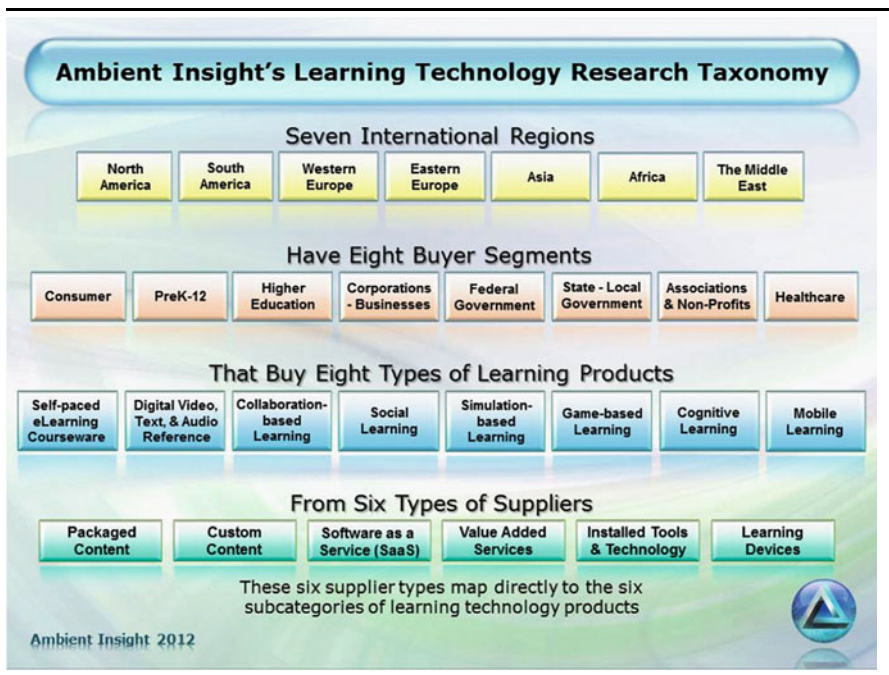 Ambient Insight's Learning Technology Research Taxonomy
Seven International Regions
North
America
South
America
Western
Europe
Eastern
Europe
Asia
Africa
The Middle
East
Have Eight Buyer Segments
Consumer
PreK-12
Higher
Education
Corporations
- Businesses
Federal
Government
State - Local
Government
Associations
& Non-Profits
Healthcare
That Buy Eight Types of Learning Products
Self-paced
eLearning
Courseware
Digital Video,
Text, & Audio
Reference
Collaboration-
based
Learning
Social
Learning
Simulation-
based
Learning
Game-based
Learning
Cognitive
Learning
Mobile
Learning
From Six Types of Suppliers
Packaged
Content
Custom
Content
Software as a
Service (SaaS)
Value Added
Services
Installed Tools
& Technology
Learning
Devices
These six supplier types map directly to the six
subcategories of learning technology products
Ambient Insight 2012